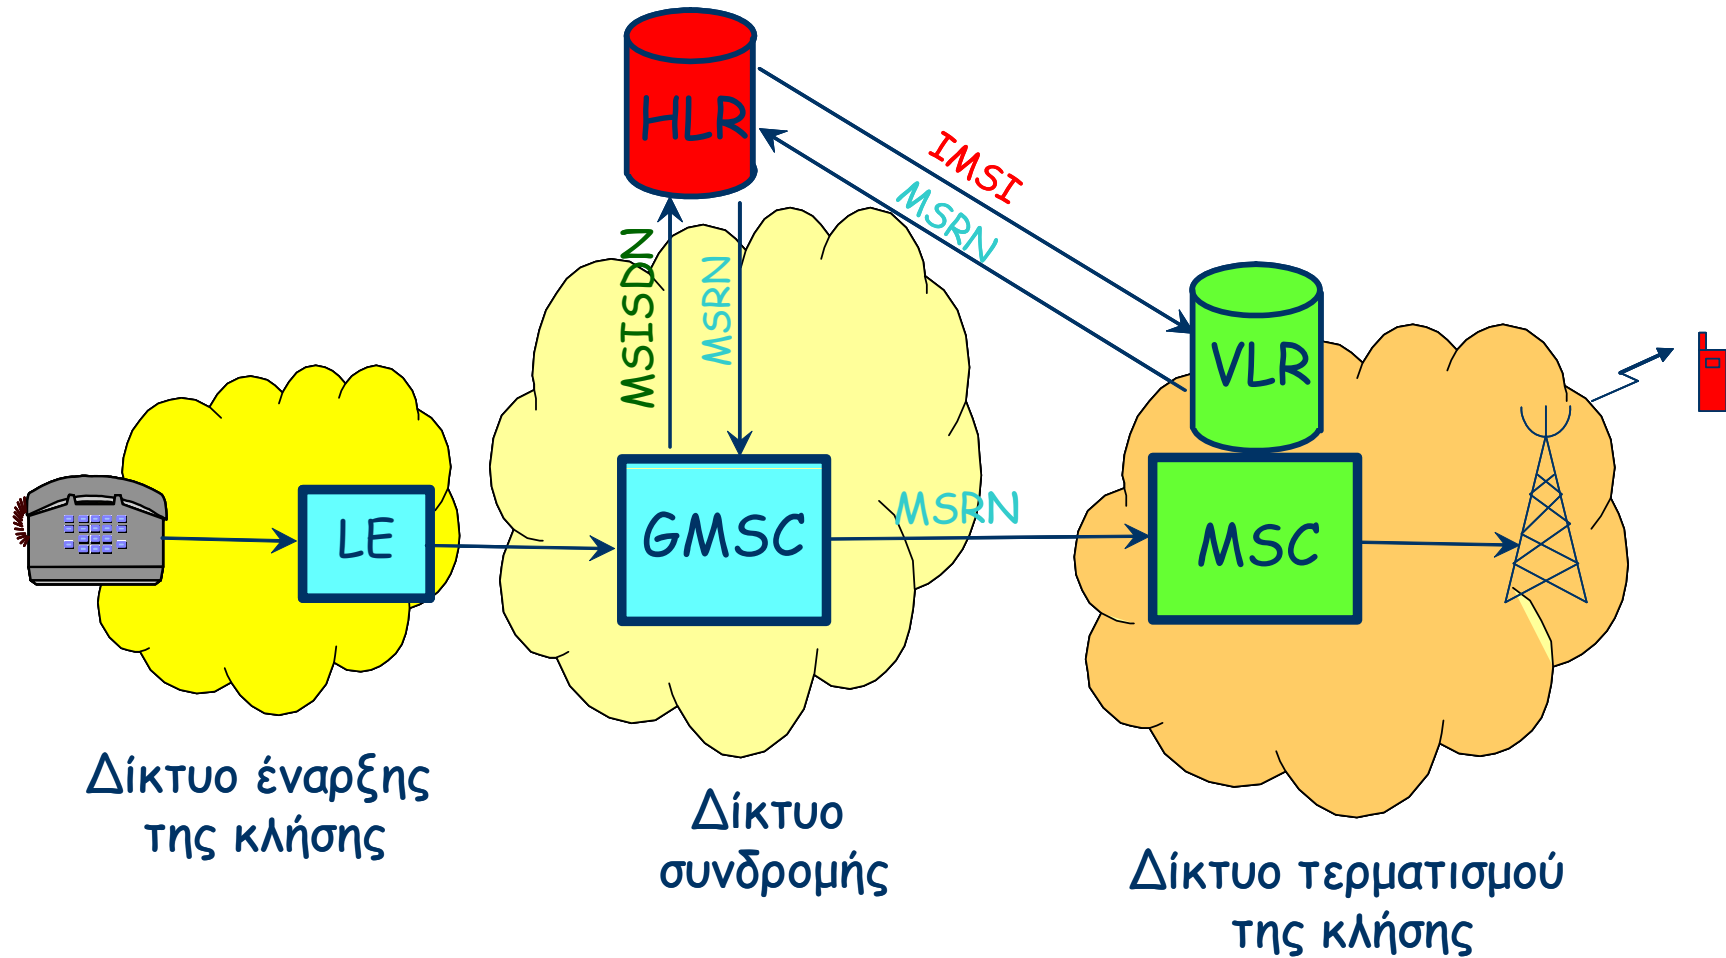 HLR
IMSI
MSRN
MSISDN
MSRN
VLR
LE
GMSC
MSRN
MSC
Δίκτυο έναρξης
της κλήσης
Δίκτυο
συνδρομής
Δίκτυο τερματισμού
της κλήσης